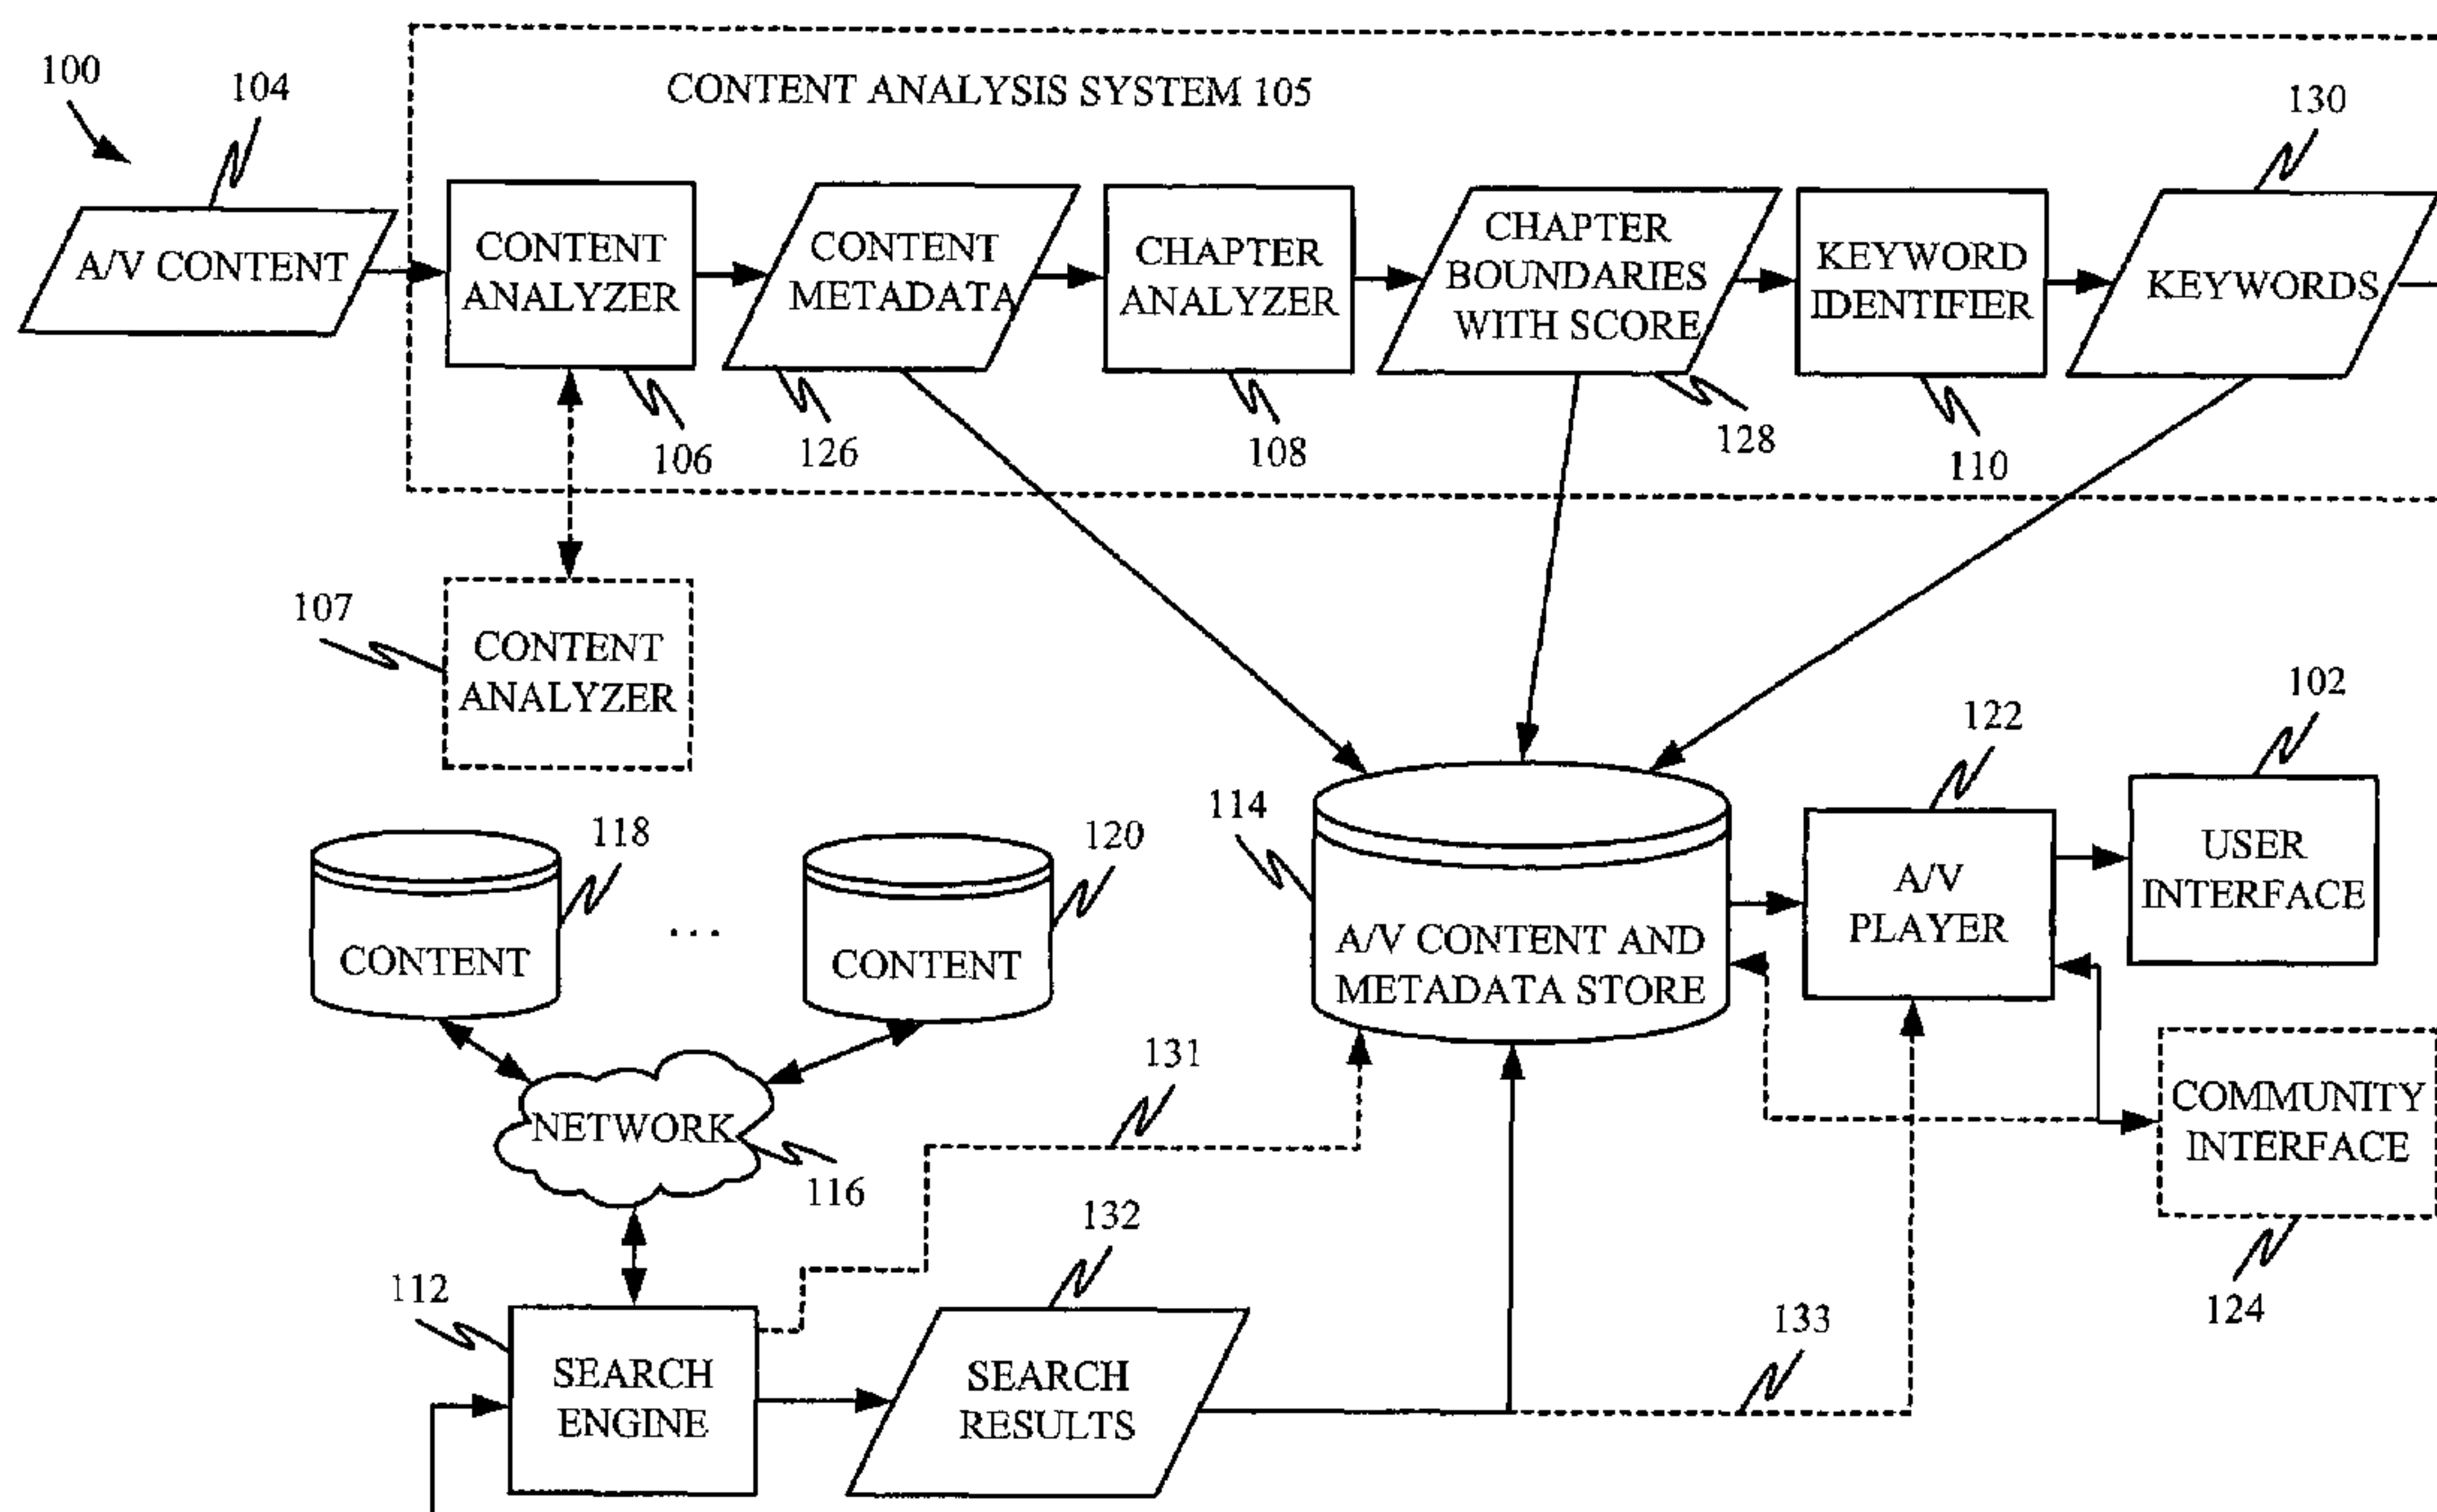 100
104
CONTENT ANALYSIS SYSTEM 105
130
A/V CONTENT
CONTENT
ANALYZER
CONTENT
METADATA
CHAPTER
ANALYZER
CHAPTER
BOUNDARIES
WITH SCORE
KEYWORD
IDENTIFIER
KEYWORDS
106
126
108
128
110
107
CONTENT
ANALYZER
118
CONTENT
...
120
CONTENT
114
A/V CONTENT AND
METADATA STORE
122
A/V
PLAYER
102
USER
INTERFACE
NETWORK
116
131
COMMUNITY
INTERFACE
124
112
SEARCH
ENGINE
132
SEARCH
RESULTS
133